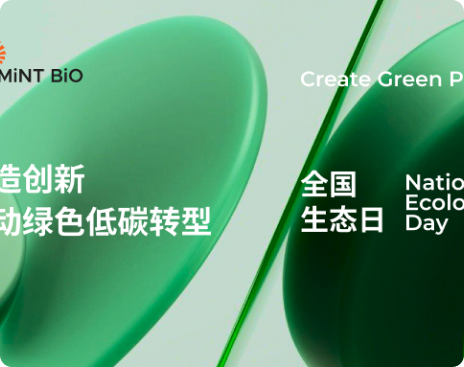 MiNT BiO
造创新
动绿色低碳转型
Create Green P
全国
生态日
Natio
Ecolo
Day